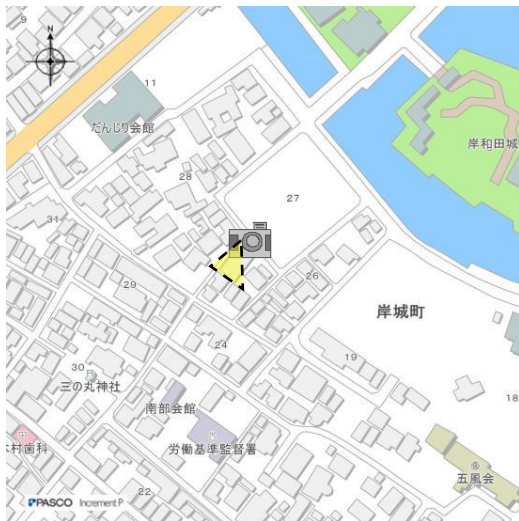 9
N
11
だんじり会館
岸和田城
28
27
31
26
29
岸城町
24
19
30
三の丸神社
18
南部会館
木村歯科
労働基準監督署
五風会
22
PASCO Increment P